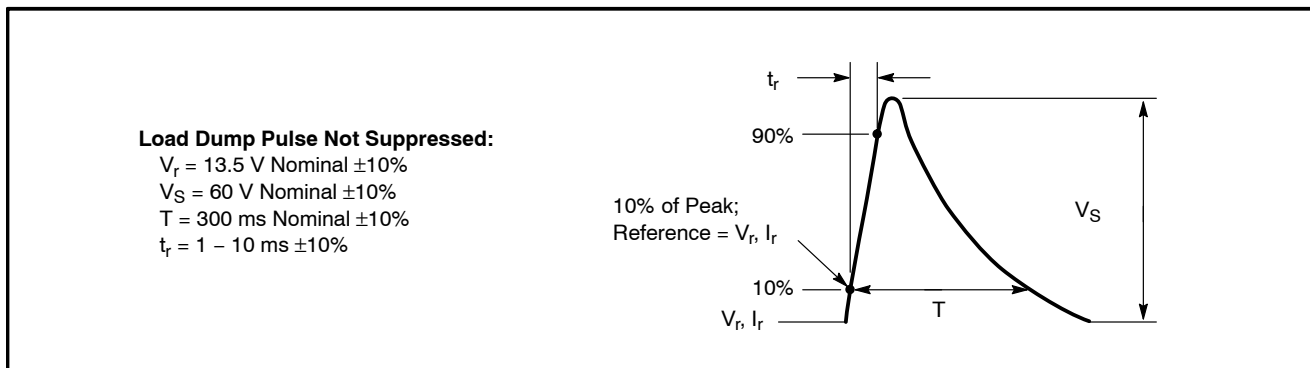 Load Dump Pulse Not Suppressed:
Vr = 13.5 V Nominal ±10%
VS = 60 V Nominal ±10%
T = 300 ms Nominal ±10%
tr = 1 – 10 ms ±10%
tr
90%
10% of Peak;
Reference = Vr, Ir
VS
10%
T
Vr, Ir